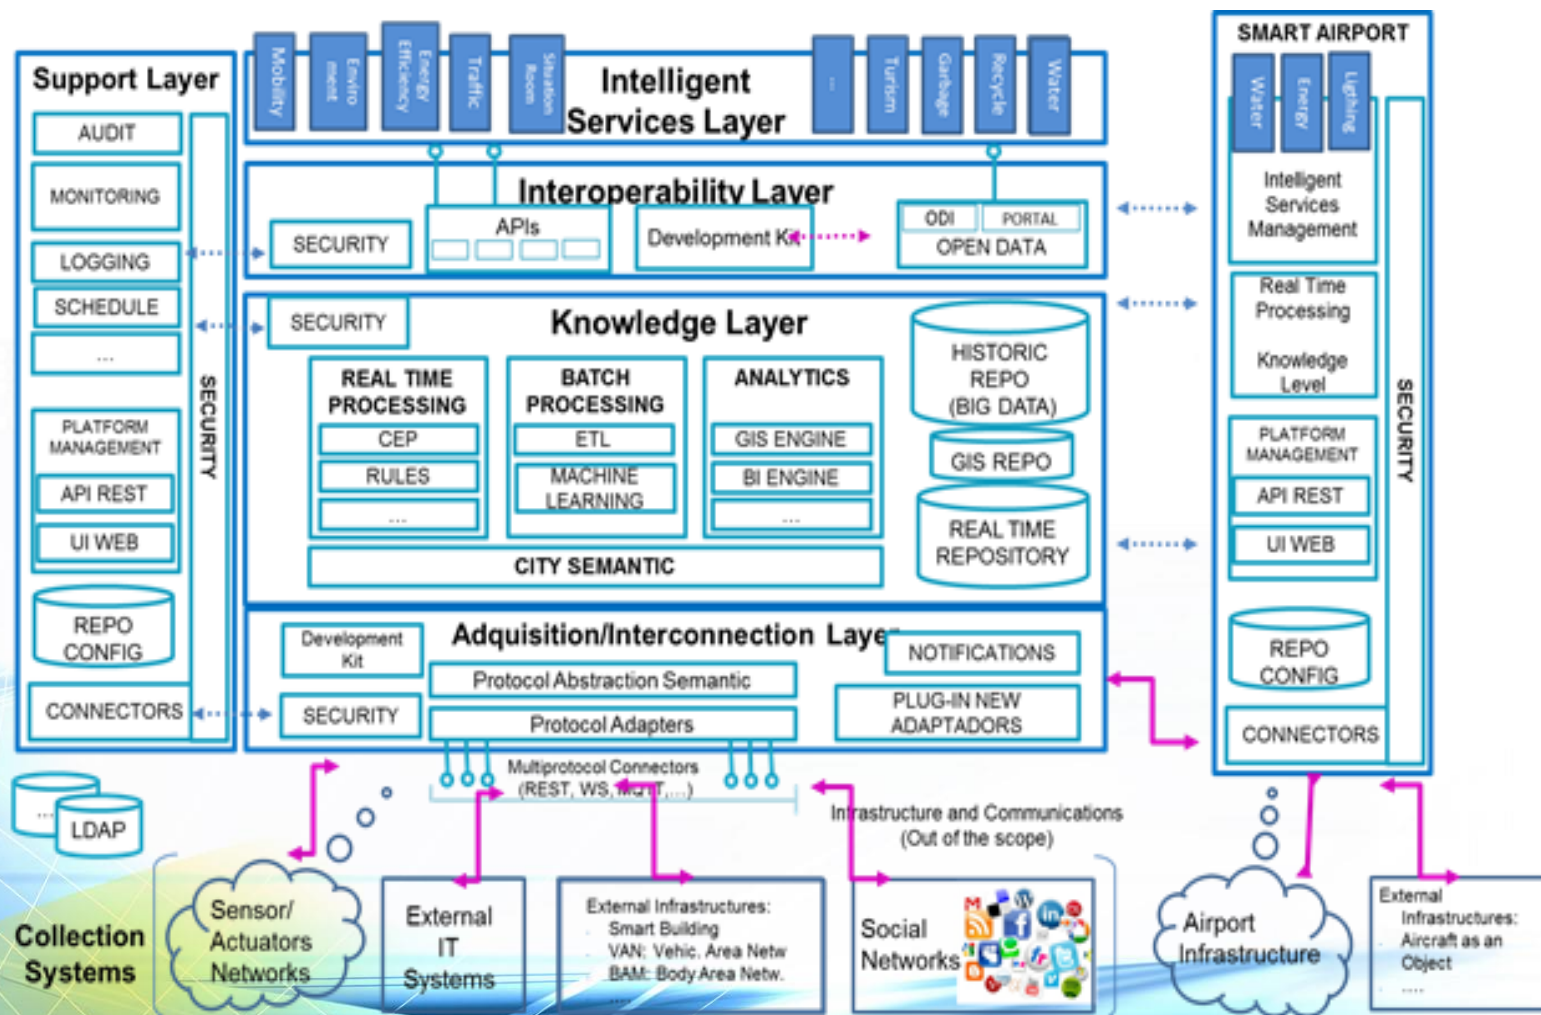 Support Layer
AUDIT
MONITORING
LOGGING
SCHEDULE
...
PLATFORM
MANAGEMENT
API REST
UI WEB
REPO
CONFIG
CONNECTORS
SECURITY
...
LDAP
Mobility
Enviro
ment
Energy
Efficiency
Traffic
Situation
Room
Intelligent
Services Layer
...
Turism
Garbage
Recycle
Water
Interoperability Layer
SECURITY
APIs
Development Kit
ODI
PORTAL
OPEN DATA
SECURITY
Knowledge Layer
REAL TIME
PROCESSING
CEP
RULES
...
BATCH
PROCESSING
ETL
MACHINE
LEARNING
ANALYTICS
GIS ENGINE
BI ENGINE
...
CITY SEMANTIC
HISTORIC
REPO
(BIG DATA)
GIS REPO
REAL TIME
REPOSITORY
Adquisition/Interconnection Layer
Development
Kit
SECURITY
Protocol Abstraction Semantic
Protocol Adapters
NOTIFICATIONS
PLUG-IN NEW
ADAPTADORS
Multiprotocol Connectors
(REST, WS, MQTT,...)
Infrastructure and Communications
(Out of the scope)
SMART AIRPORT
Water
Energy
Ligthing
Intelligent
Services
Management
Real Time
Processing
Knowledge
Level
PLATFORM
MANAGEMENT
API REST
UI WEB
REPO
CONFIG
CONNECTORS
SECURITY
Collection
Systems
Sensor/
Actuators
Networks
External
IT
Systems
External Infrastructures:
Smart Building
VAN: Vehic. Area Netw
BAM: Body Area Netw.
....
Social
Networks
Airport
Infrastructure
External
Infrastructures:
Aircraft as an
Object
....